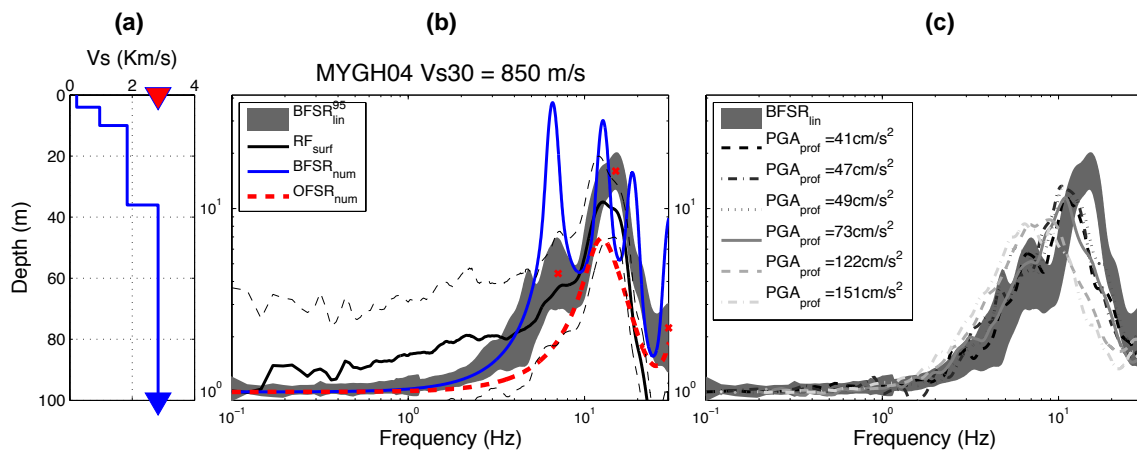 (a)
Vs (Km/s)
0 2 4
0
20
40
60
80
100
Depth (m)
(b)
MYGH04 Vs30 = 850 m/s
BFSR_lin^95
RF_surf
BFSR_num
OFSR_num
10^1
10^0
10^-1 10^0 10^1
Frequency (Hz)
(c)
BFSR_lin
PGA_prof =41cm/s^2
PGA_prof =47cm/s^2
PGA_prof =49cm/s^2
PGA_prof =73cm/s^2
PGA_prof =122cm/s^2
PGA_prof =151cm/s^2
10^1
10^0
10^-1 10^0 10^1
Frequency (Hz)